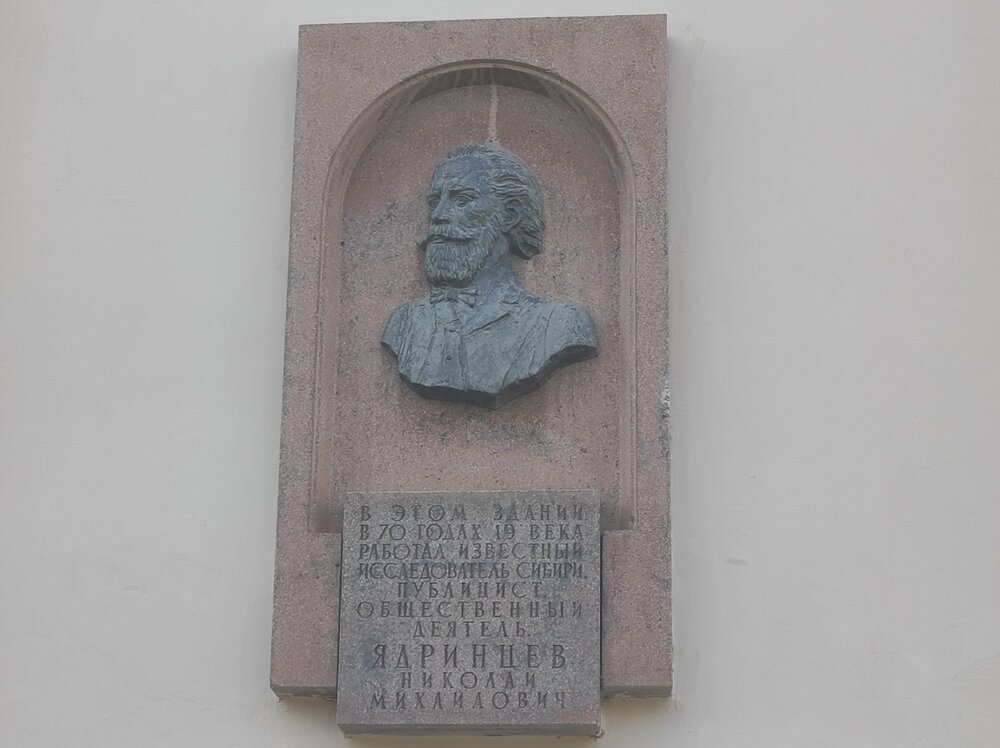 В ЭТОМ ЗДАНИИ
В 70 ГОДАХ 19 ВЕКА
РАБОТАЛ ИЗВЕСТНЫЙ
ИССЛЕДОВАТЕЛЬ СИБИРИ,
ПУБЛИЦИСТ,
ОБЩЕСТВЕННЫЙ
ДЕЯТЕЛЬ.
ЯДРИНЦЕВ
НИКОЛАЙ
МИХАЙЛОВИЧ